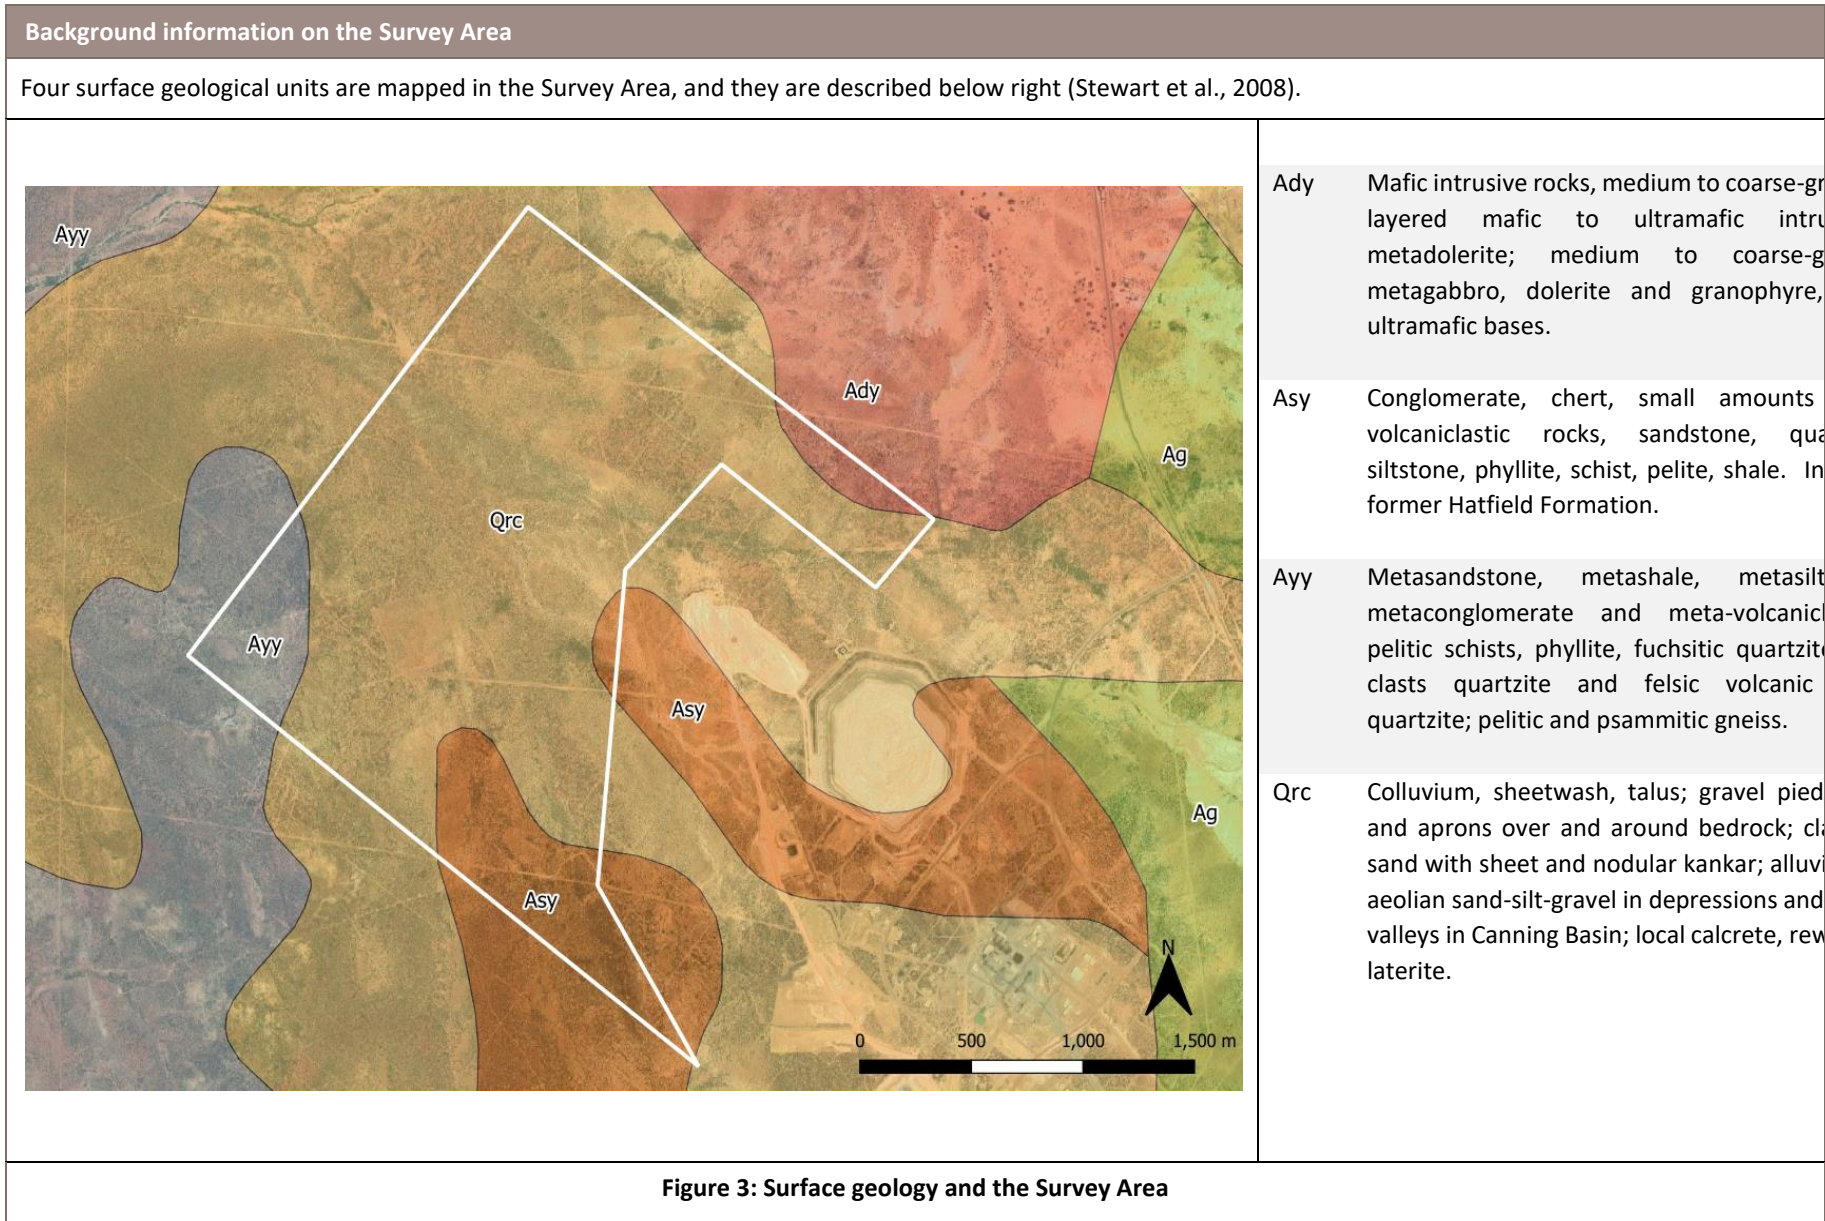 Background information on the Survey Area
Four surface geological units are mapped in the Survey Area, and they are described below right (Stewart et al., 2008).
Ayy
Ady
Ag
Qrc
Ayy
Asy
Ag
Asy
N
0 500 1,000 1,500 m
Ady Mafic intrusive rocks, medium to coarse-gr
layered mafic to ultramafic intru
metadolerite; medium to coarse-g
metagabbro, dolerite and granophyre,
ultramafic bases.
Asy Conglomerate, chert, small amounts
volcaniclastic rocks, sandstone, qua
siltstone, phyllite, schist, pelite, shale. In
former Hatfield Formation.
Ayy Metasandstone, metashale, metasilt
metaconglomerate and meta-volcanicl
pelitic schists, phyllite, fuchsitic quartzite
clasts quartzite and felsic volcanic
quartzite; pelitic and psammitic gneiss.
Qrc Colluvium, sheetwash, talus; gravel pied
and aprons over and around bedrock; cla
sand with sheet and nodular kankar; alluvi
aeolian sand-silt-gravel in depressions and
valleys in Canning Basin; local calcrete, rew
laterite.
Figure 3: Surface geology and the Survey Area